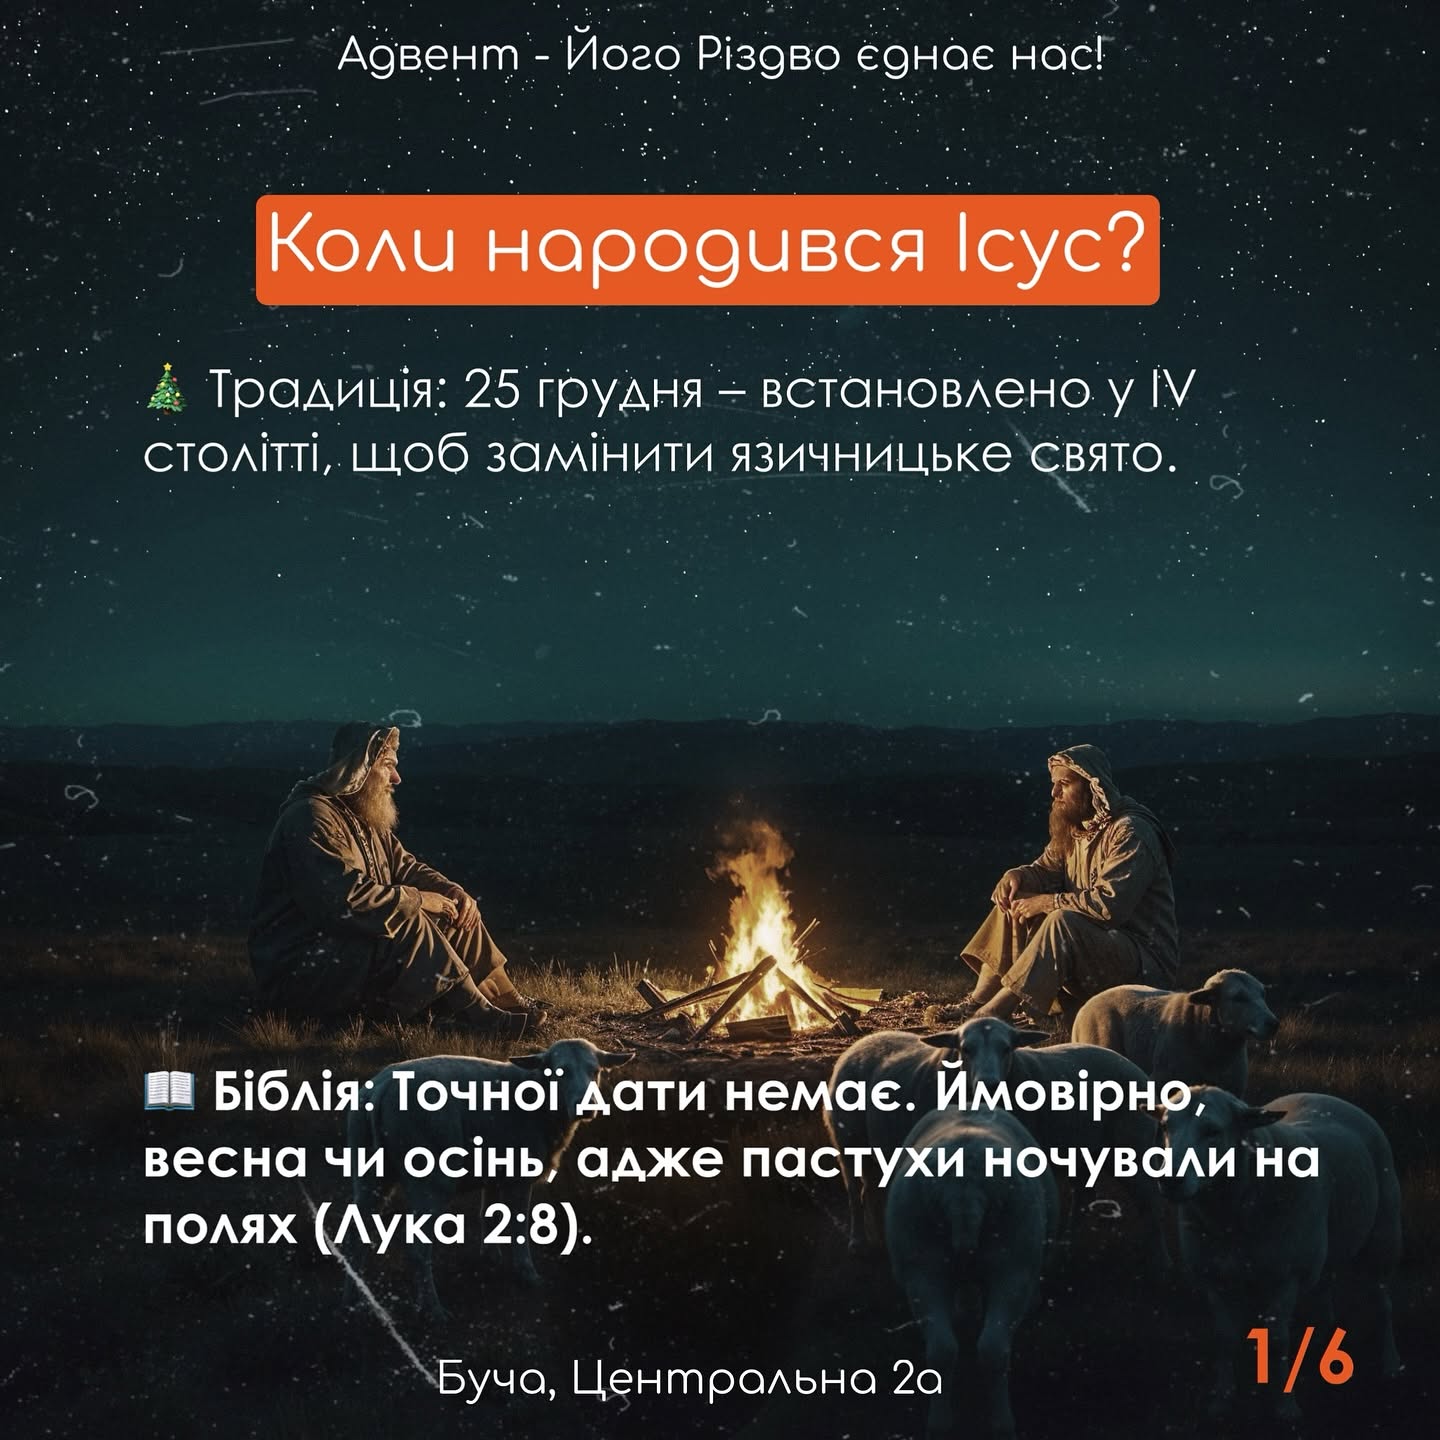 Адвент - Його Різдво єднає нас!
Коли народився Ісус?
🎄 Традиція: 25 грудня – встановлено у IV
столітті, щоб замінити язичницьке свято.
📖 Біблія: Точної дати немає. Ймовірно,
весна чи осінь, адже пастухи ночували на
полях (Лука 2:8).
1/6
Буча, Центральна 2а